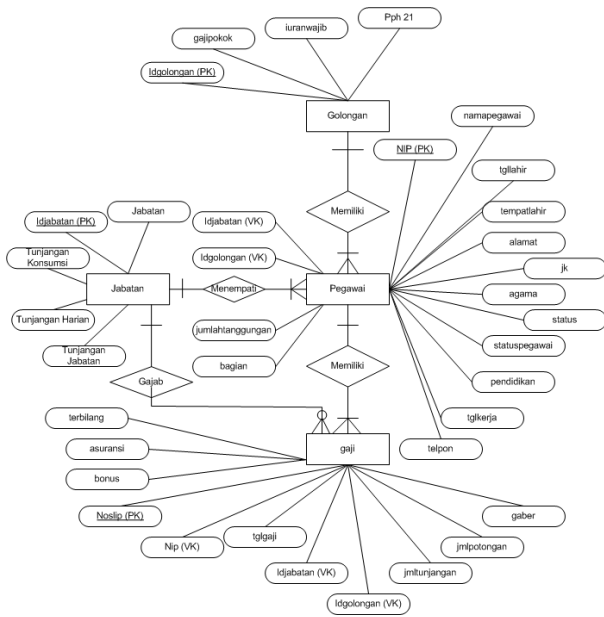 Pph 21
iuranwajib
gajipokok
Idgolongan (PK)
Golongan
namapegawai
NIP (PK)
tgllahir
Memiliki
tempatlahir
Idjabatan (PK)
Jabatan
Idjabatan (VK)
alamat
Tunjangan
Konsumsi
Idgolongan (VK)
jk
Jabatan
Menempati
Pegawai
agama
Tunjangan Harian
status
jumlahtanggungan
statuspegawai
Tunjangan
Jabatan
bagian
Memiliki
Gajab
pendidikan
terbilang
tglkerja
asuransi
gaji
telpon
bonus
Noslip (PK)
gaber
Nip (VK)
tglgaji
jmlpotongan
Idjabatan (VK)
jmltunjangan
Idgolongan (VK)